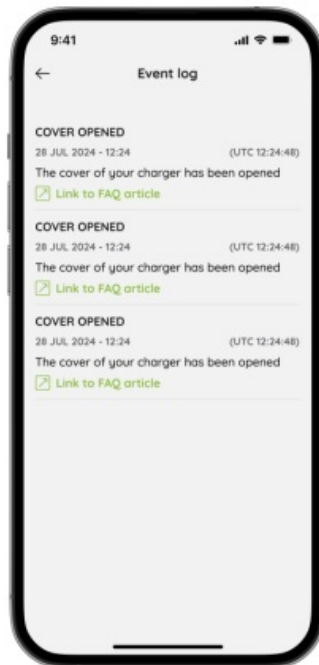 9:41
Event log
COVER OPENED
28 JUL 2024 - 12:24 (UTC 12:24:48)
The cover of your charger has been opened
Link to FAQ article
COVER OPENED
28 JUL 2024 - 12:24 (UTC 12:24:48)
The cover of your charger has been opened
Link to FAQ article
COVER OPENED
28 JUL 2024 - 12:24 (UTC 12:24:48)
The cover of your charger has been opened
Link to FAQ article